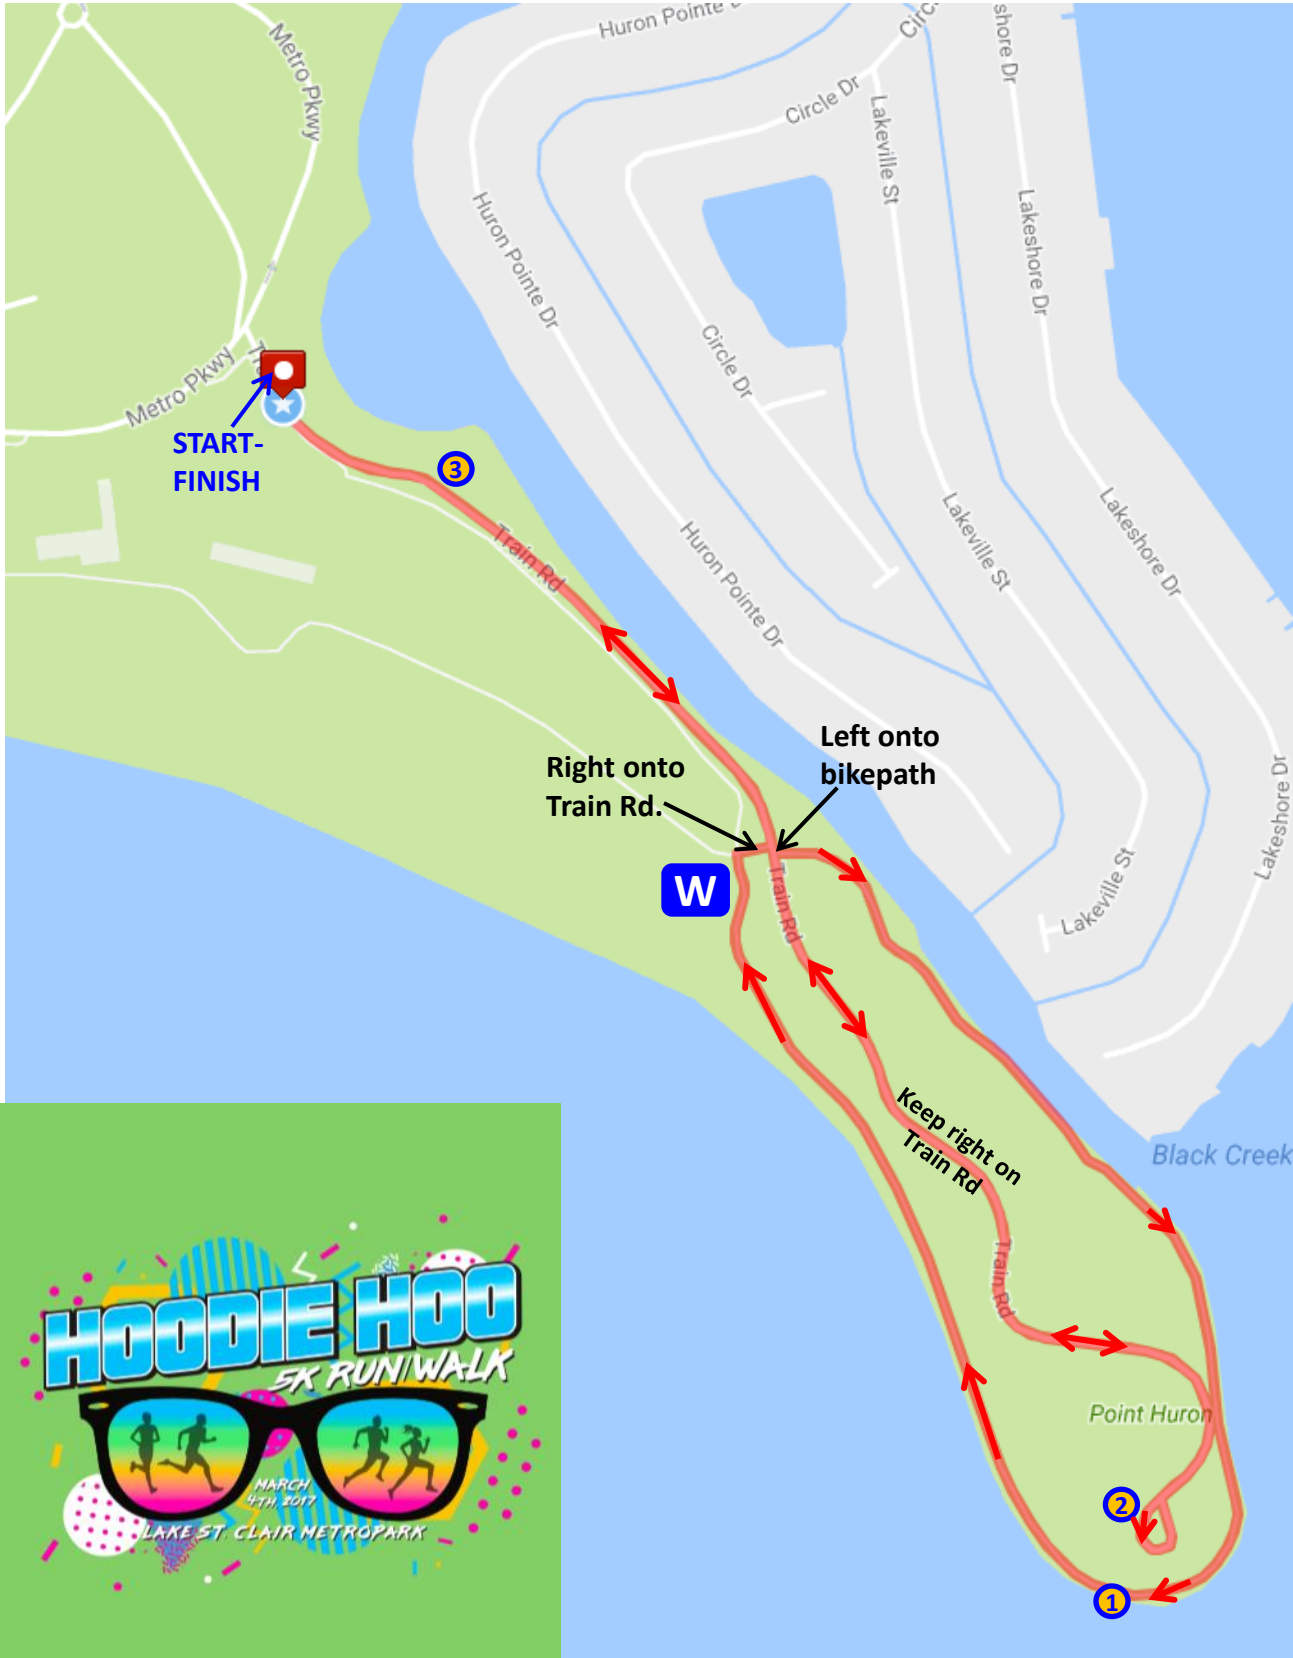 Huron Pointe D
Circ
shore Dr
Metro Pkwy
Circle Dr
Lakeville St
Huron Pointe Dr
Lakeshore Dr
Circle Dr
Metro Pkwy
START-
FINISH
3
Train Rd
Huron Pointe Dr
Lakeville St
Lakeshore Dr
Left onto
bikepath
Right onto
Train Rd.
Lakeshore Dr
W
Train Rd
Lakeville St
Keep right on
Train Rd
Black Creek
Train Rd
Point Huron
2
1
HOODIE HOO
5K RUN/WALK
MARCH
4TH, 2017
LAKE ST. CLAIR METROPARK